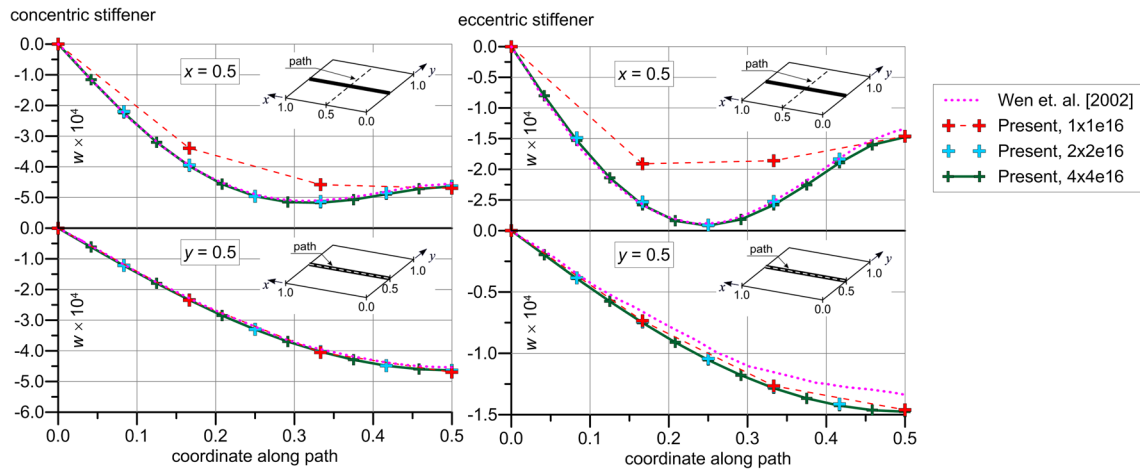 concentric stiffener
0.0
-1.0
-2.0
-3.0
-4.0
-5.0
w × 10⁴
x = 0.5
path
y
1.0
x
1.0
0.5
0.0
0.0
-1.0
-2.0
-3.0
-4.0
-5.0
-6.0
w × 10⁴
y = 0.5
path
y
1.0
x
1.0
0.5
0.0
0.0
0.1
0.2
0.3
0.4
0.5
coordinate along path
eccentric stiffener
0.0
-0.5
-1.0
-1.5
-2.0
-2.5
w × 10⁴
x = 0.5
path
y
1.0
x
1.0
0.5
0.0
0.0
-0.5
-1.0
-1.5
w × 10⁴
y = 0.5
path
y
1.0
x
1.0
0.5
0.0
0.0
0.1
0.2
0.3
0.4
0.5
coordinate along path
Wen et. al. [2002]
Present, 1x1e16
Present, 2x2e16
Present, 4x4e16